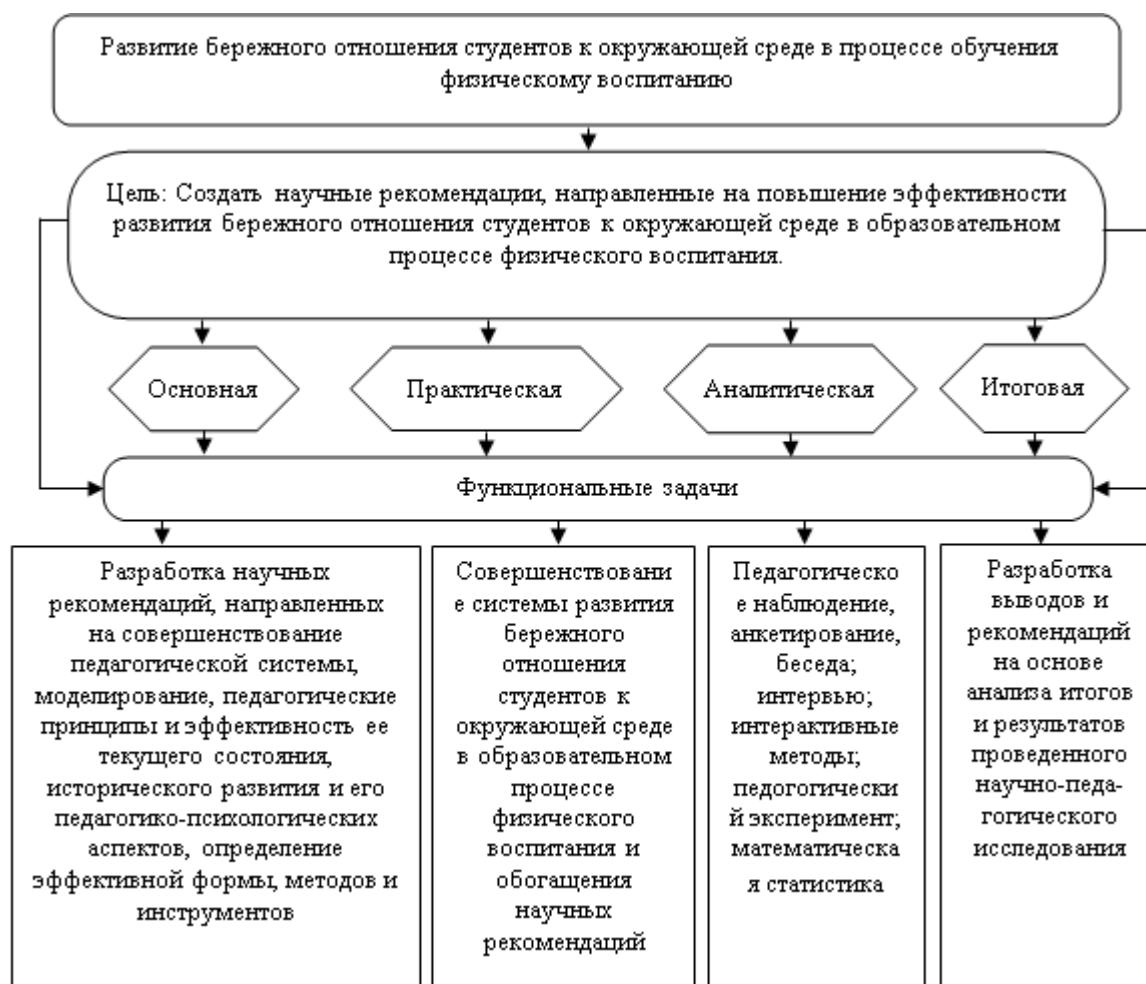 Развитие бережного отношения студентов к окружающей среде в процессе обучения
физическому воспитанию
Цель: Создать научные рекомендации, направленные на повышение эффективности
развития бережного отношения студентов к окружающей среде в образовательном
процессе физического воспитания.
Основная
Практическая
Аналитическая
Итоговая
Функциональные задачи
Разработка научных
рекомендаций, направленных
на совершенствование
педагогической системы,
моделирование, педагогические
принципы и эффективность ее
текущего состояния,
исторического развития и его
педагогико-психологических
аспектов, определение
эффективной формы, методов и
инструментов
Совершенствовани
е системы развития
бережного
отношения
студентов к
окружающей среде
в образовательном
процессе
физического
воспитания и
обогащения
научных
рекомендаций
Педагогическо
е наблюдение,
анкетирование,
беседа;
интервью;
интерактивные
методы;
педогогически
й эксперимент;
математическа
я статистика
Разработка
выводов и
рекомендаций
на основе
анализа итогов
и результатов
проведенного
научно-педа-
гогического
исследования